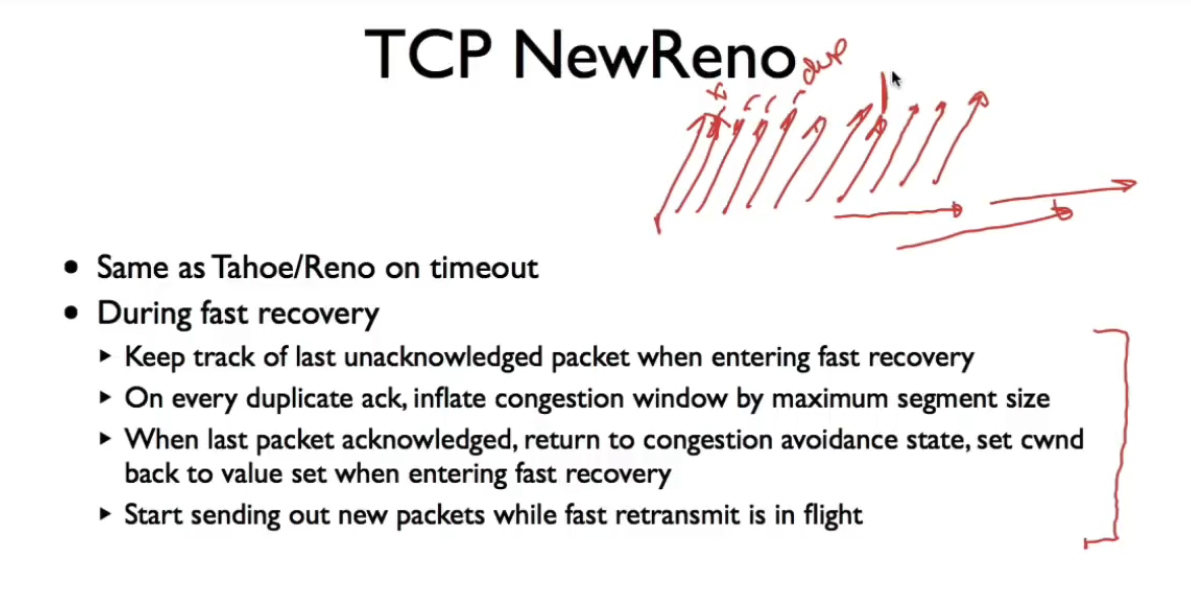 TCP NewReno
dup
• Same as Tahoe/Reno on timeout
• During fast recovery
▸ Keep track of last unacknowledged packet when entering fast recovery
▸ On every duplicate ack, inflate congestion window by maximum segment size
▸ When last packet acknowledged, return to congestion avoidance state, set cwnd
back to value set when entering fast recovery
▸ Start sending out new packets while fast retransmit is in flight